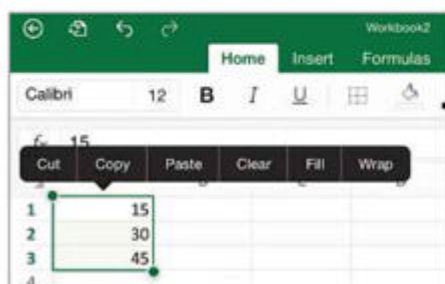 Workbook2
Home Insert Formulas
Calibri 12 B I U
15
Cut Copy Paste Clear Fill Wrap
1 15
2 30
3 45
4